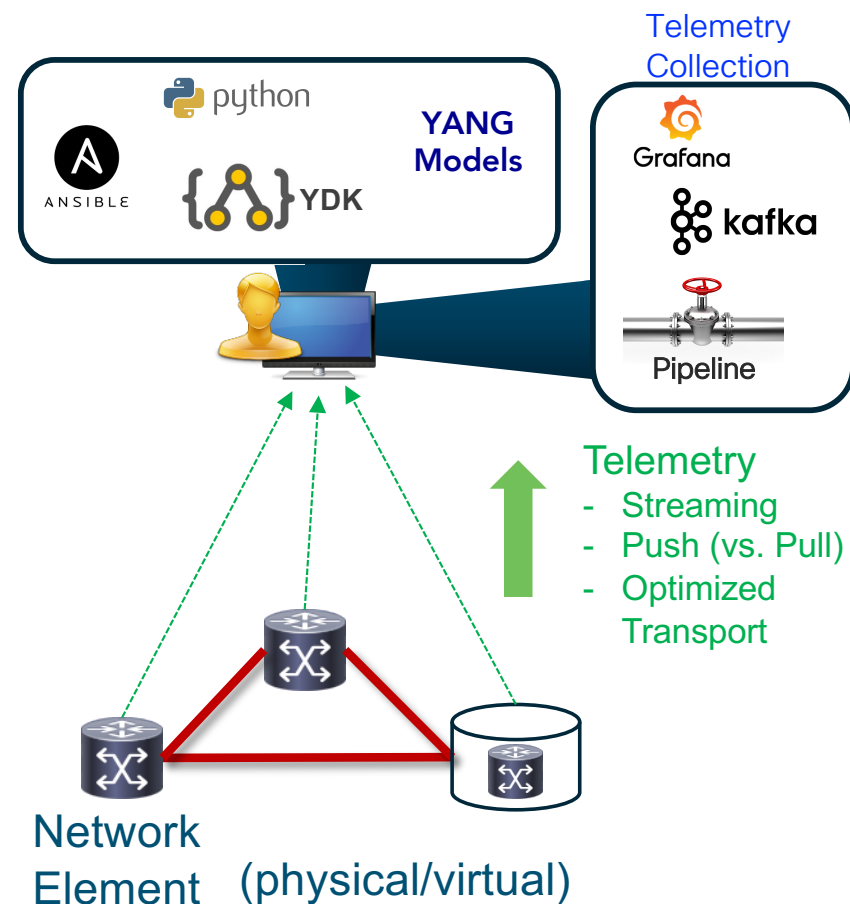 Telemetry
Collection
python
YANG
Models
ANSIBLE
YDK
Grafana
kafka
Pipeline
Telemetry
- Streaming
- Push (vs. Pull)
- Optimized
Transport
Network
Element (physical/virtual)